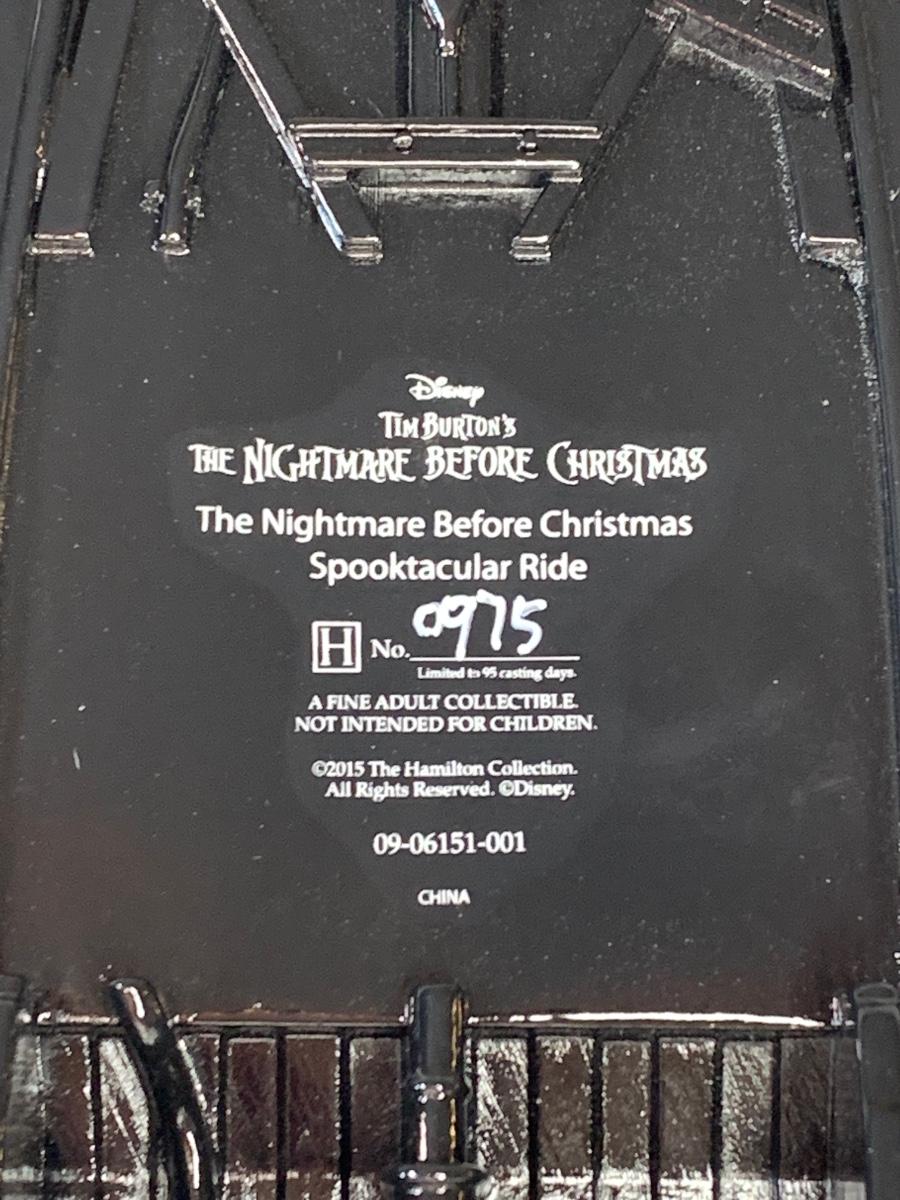 Disney
TIM BURTON'S
THE NIGHTMARE BEFORE CHRISTMAS
The Nightmare Before Christmas
Spooktacular Ride
H No. 0975
Limited to 95 casting days.
A FINE ADULT COLLECTIBLE.
NOT INTENDED FOR CHILDREN.
©2015 The Hamilton Collection.
All Rights Reserved. ©Disney.
09-06151-001
CHINA